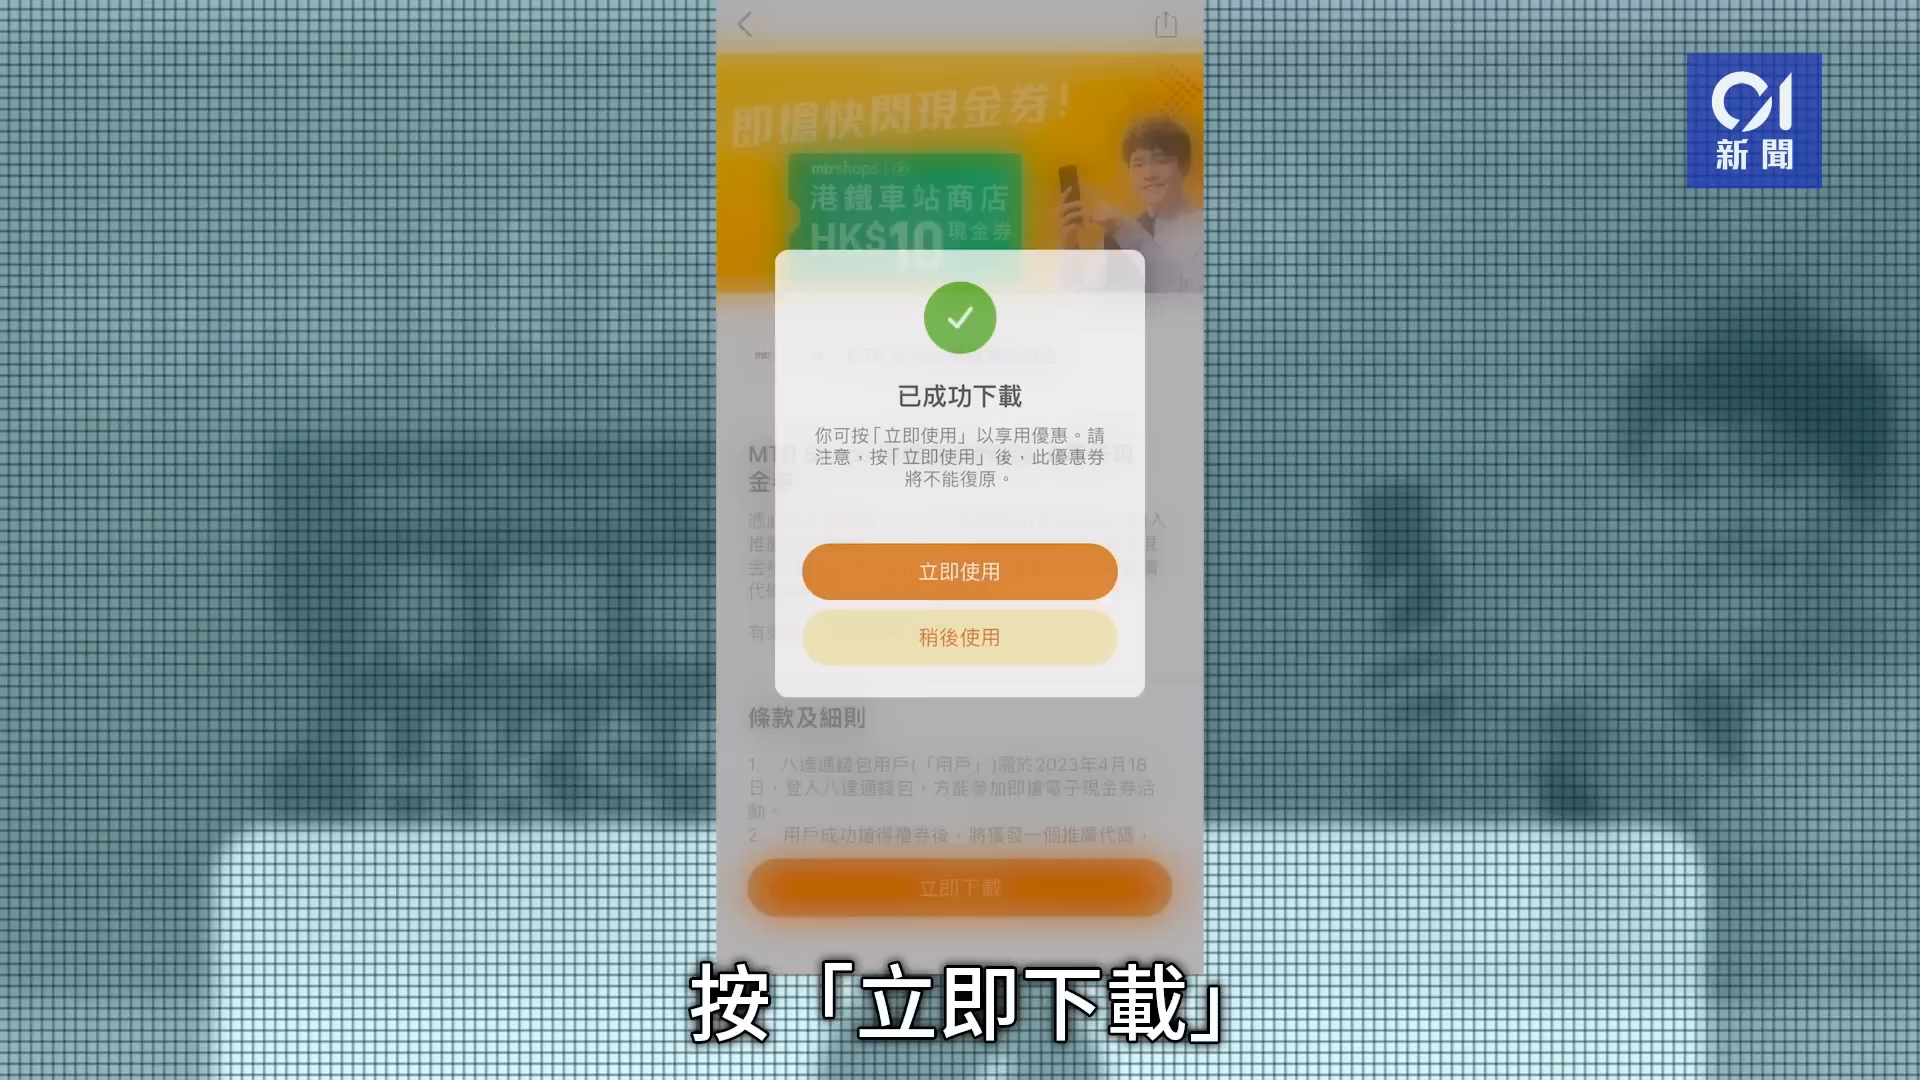 即搶快閃現金券!
mtr shops
港鐵車站商店
HK$10 現金券
01
新聞
已成功下載
你可按「立即使用」以享用優惠。請
注意,按「立即使用」後,此優惠券
將不能復原。
立即使用
稍後使用
條款及細則
1. 八達通錢包用戶(「用戶」)需於2023年4月18
日,登入八達通錢包,方能參加即搶電子現金券活
動。
2. 用戶成功搶得禮券後,將獲發一個推廣代碼,
立即下載
按「立即下載」